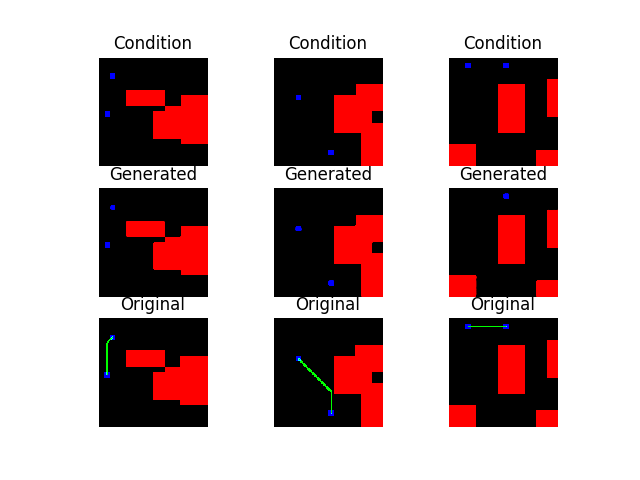 Condition Condition Condition
Generated Generated Generated
Original Original Original